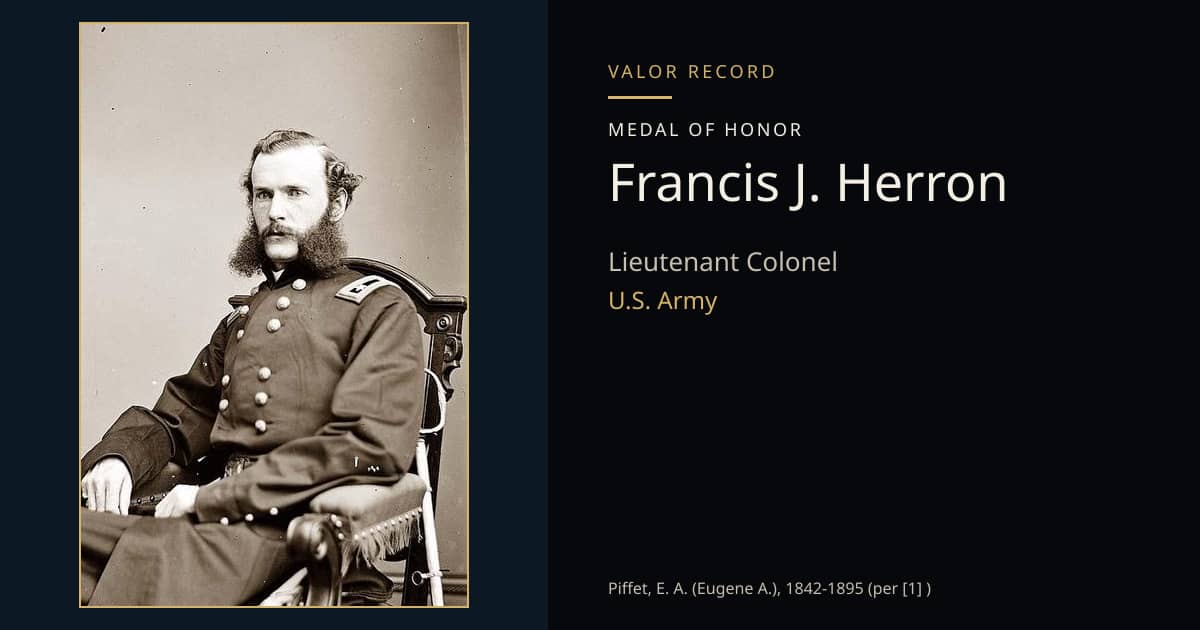 VALOR RECORD
MEDAL OF HONOR
Francis J. Herron
Lieutenant Colonel
U.S. Army
Piffet, E. A. (Eugene A.), 1842-1895 (per [1] )